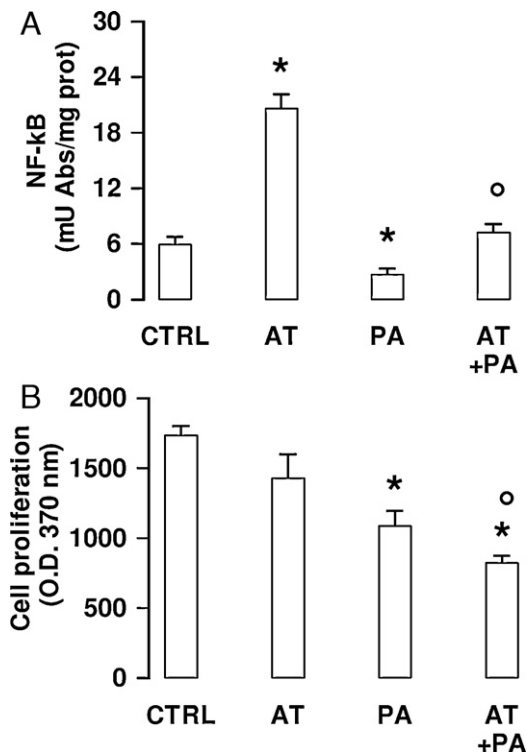 A
NF-kB
(mU Abs/mg prot)
30
24
18
12
6
0
*
*
°
CTRL
AT
PA
AT
+PA
B
Cell proliferation
(O.D. 370 nm)
2000
1500
1000
500
0
*
°
*
CTRL
AT
PA
AT
+PA